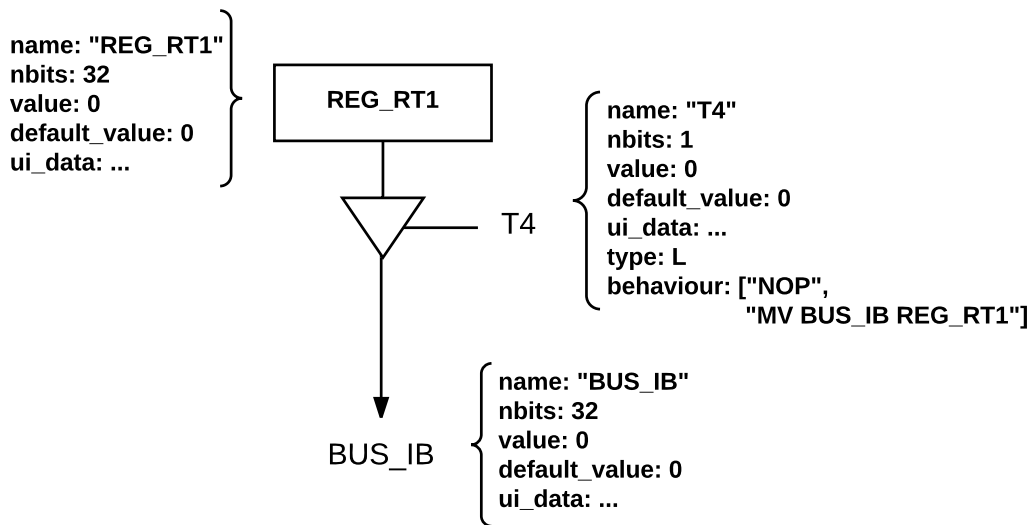 name: "REG_RT1"
nbits: 32
value: 0
default_value: 0
ui_data: ...
REG_RT1
name: "T4"
nbits: 1
value: 0
default_value: 0
ui_data: ...
type: L
behaviour: ["NOP",
"MV BUS_IB REG_RT1"]
T4
name: "BUS_IB"
nbits: 32
value: 0
default_value: 0
ui_data: ...
BUS_IB